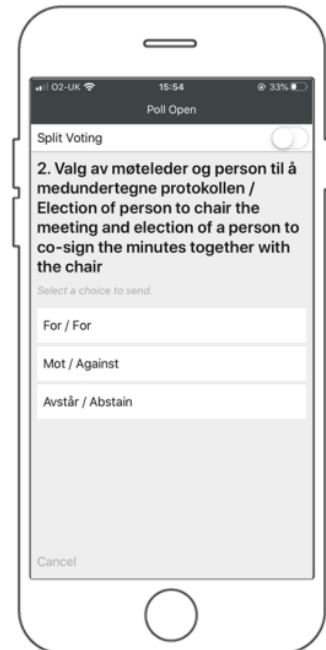 O2-UK 15:54 33%
Poll Open
Split Voting
2. Valg av møteleder og person til å
medundertegne protokollen /
Election of person to chair the
meeting and election of a person to
co-sign the minutes together with
the chair
Select a choice to send.
For / For
Mot / Against
Avstår / Abstain
Cancel